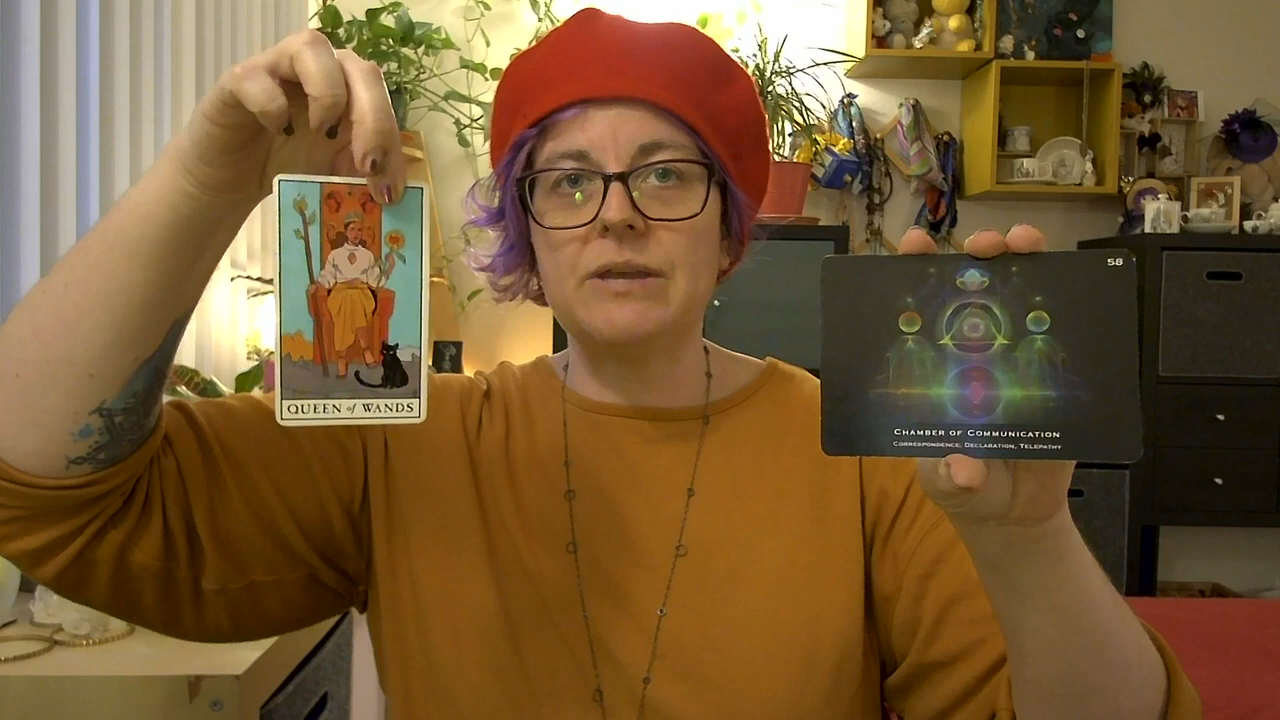 QUEEN of WANDS
58
CHAMBER OF COMMUNICATION
CORRESPONDENCE, DECLARATION, TELEPATHY